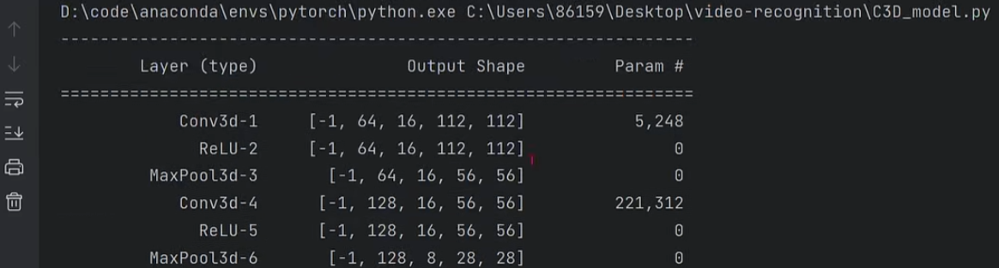 D:\code\anaconda\envs\pytorch\python.exe C:\Users\86159\Desktop\video-recognition\C3D_model.py
----------------------------------------------------------------
Layer (type) Output Shape Param #
================================================================
Conv3d-1 [-1, 64, 16, 112, 112] 5,248
ReLU-2 [-1, 64, 16, 112, 112] 0
MaxPool3d-3 [-1, 64, 16, 56, 56] 0
Conv3d-4 [-1, 128, 16, 56, 56] 221,312
ReLU-5 [-1, 128, 16, 56, 56] 0
MaxPool3d-6 [-1, 128, 8, 28, 28] 0